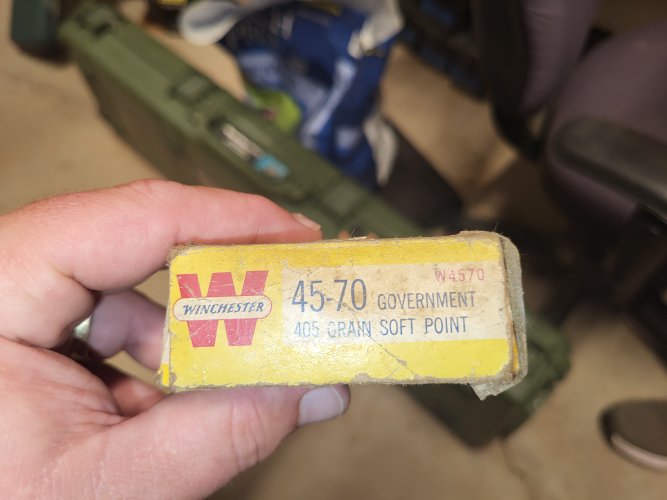 W4570
WINCHESTER
45-70 GOVERNMENT
405 GRAIN SOFT POINT